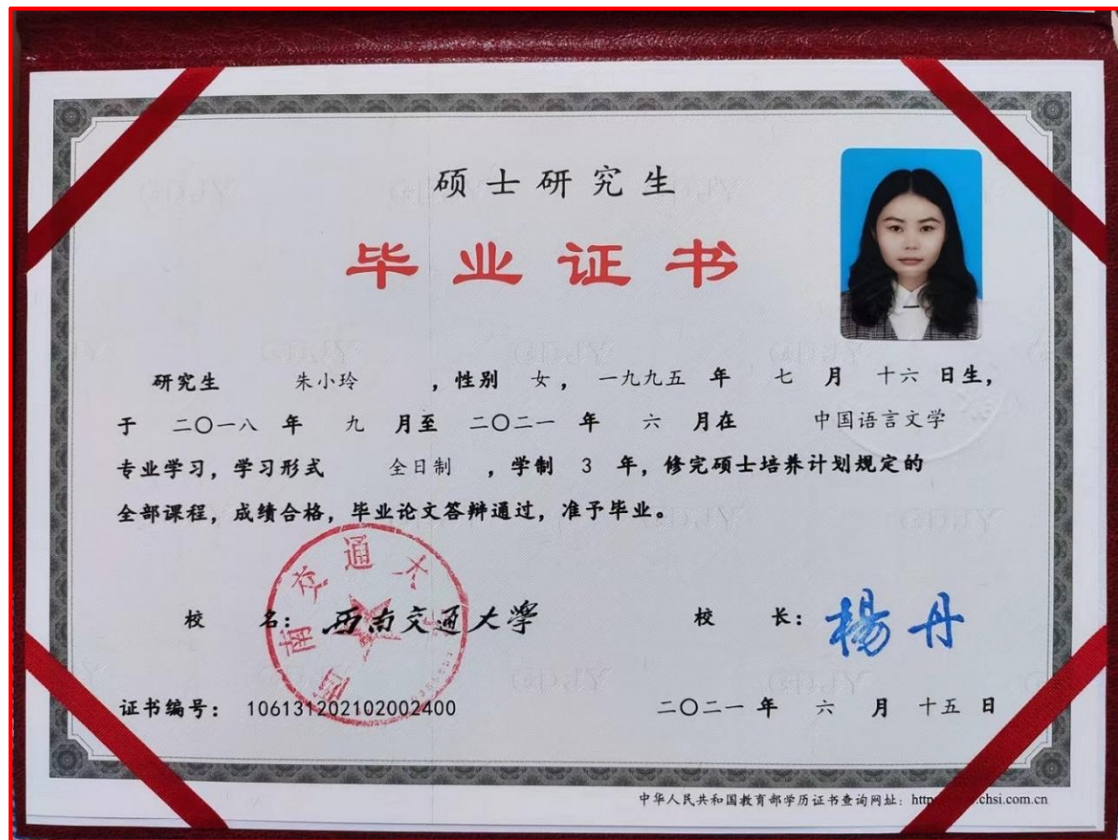 硕士研究生
毕业证书
研究生 朱小玲 ，性别 女， 一九九五 年 七 月 十六 日生，
于 二〇一八 年 九 月至 二〇二一 年 六 月在 中国语言文学
专业学习，学习形式 全日制 ，学制 3 年，修完硕士培养计划规定的
全部课程，成绩合格，毕业论文答辩通过，准予毕业。
西南交通大
校 名：西南交通大學 校 长：楊丹
证书编号：106131202102002400 二〇二一 年 六 月 十五 日
中华人民共和国教育部学历证书查询网址：http chsi.com.cn